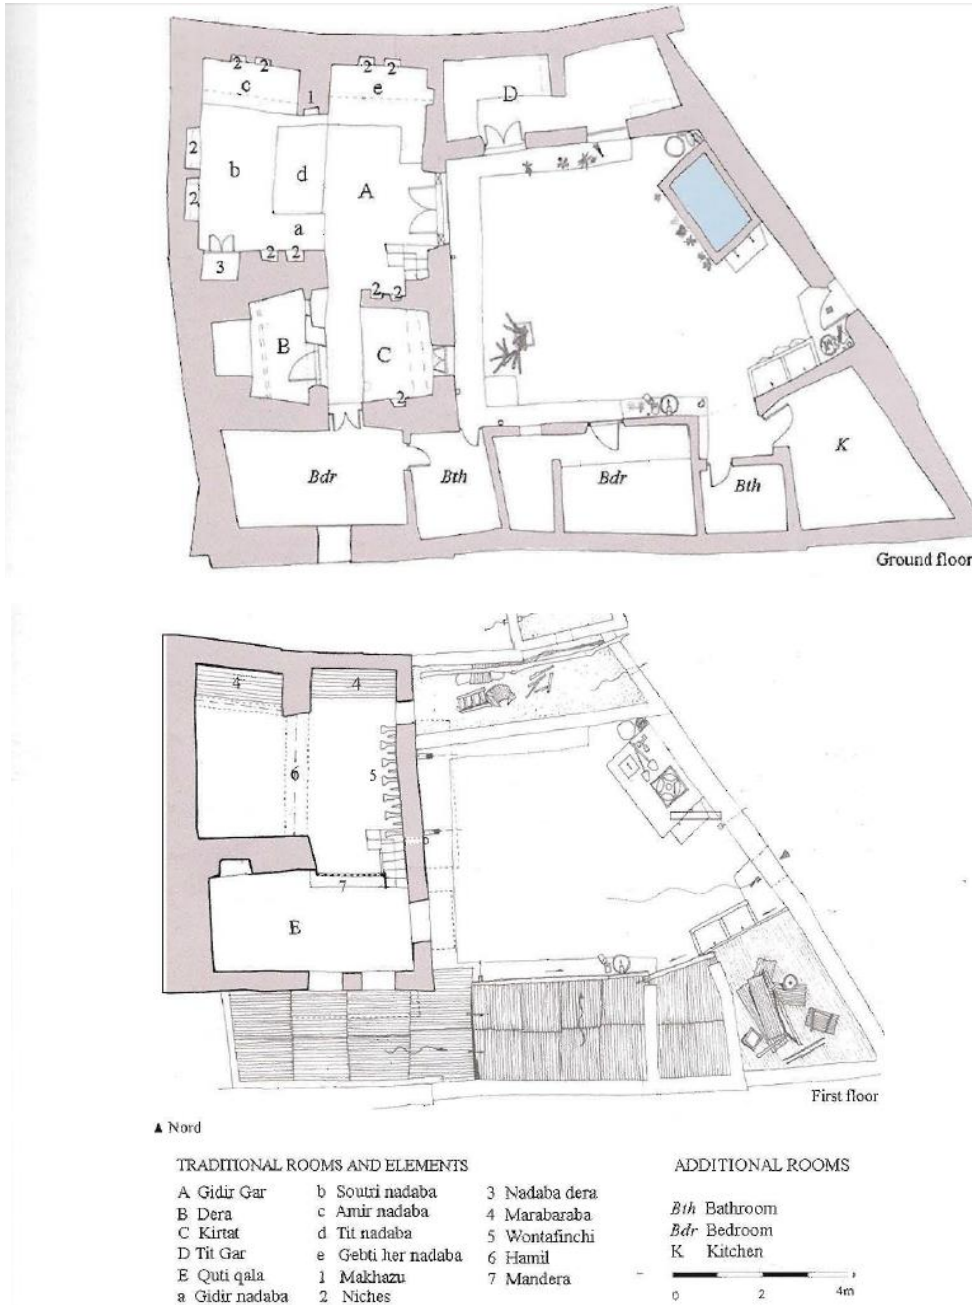 2 2
2 2
c
1
e
D
2
b
d
A
2
a
3
2 2
2 2
B
C
2
Bdr
Bth
Bdr
Bth
K
Ground floor
4
4
6
5
7
E
First floor
▲ Nord
TRADITIONAL ROOMS AND ELEMENTS
A Gidir Gar
B Dera
C Kirtat
D Tit Gar
E Quti qala
a Gidir nadaba
b Soutri nadaba
c Amir nadaba
d Tit nadaba
e Gebti her nadaba
1 Makhazu
2 Niches
3 Nadaba dera
4 Marabaraba
5 Wontafinchi
6 Hamil
7 Mandera
ADDITIONAL ROOMS
Bth Bathroom
Bdr Bedroom
K Kitchen
0 2 4m